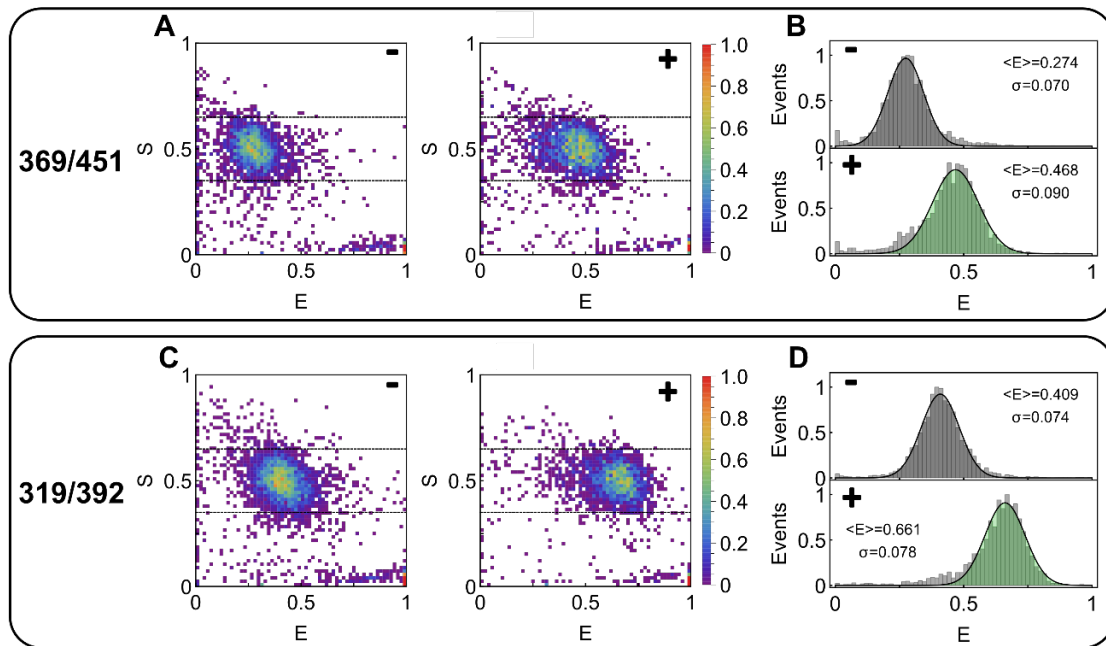 A
B
369/451
S
1
0.5
0
-
0
0.5
1
E
S
+
1
0.5
0
0
0.5
1
E
1.0
0.8
0.6
0.4
0.2
0
Events
1
0.5
0
-
<E>=0.274
σ=0.070
Events
1
0.5
0
+
<E>=0.468
σ=0.090
0
0.5
1
E
C
D
319/392
S
1
0.5
0
-
0
0.5
1
E
S
+
1
0.5
0
0
0.5
1
E
1.0
0.8
0.6
0.4
0.2
0
Events
1
0.5
0
-
<E>=0.409
σ=0.074
Events
1
0.5
0
+
<E>=0.661
σ=0.078
0
0.5
1
E